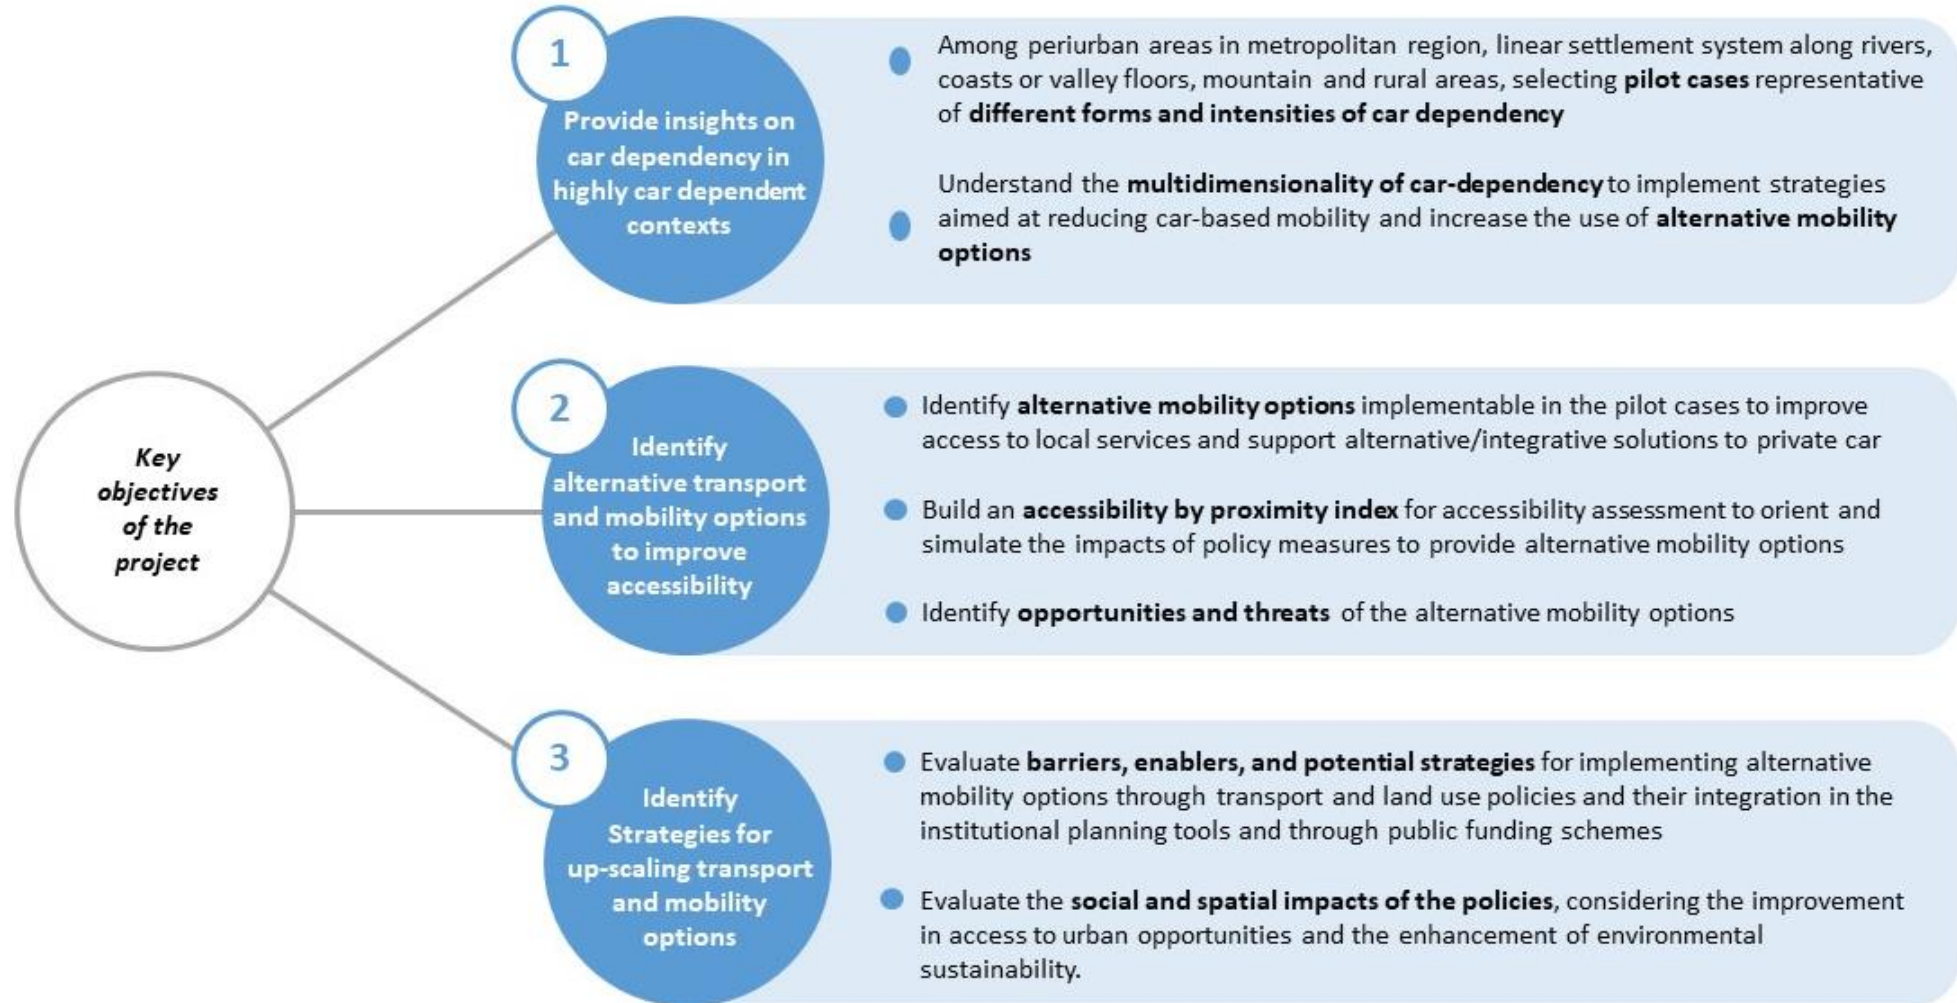 Key
objectives
of the
project
1
Provide insights on
car dependency in
highly car dependent
contexts
Among periurban areas in metropolitan region, linear settlement system along rivers,
coasts or valley floors, mountain and rural areas, selecting pilot cases representative
of different forms and intensities of car dependency
Understand the multidimensionality of car-dependency to implement strategies
aimed at reducing car-based mobility and increase the use of alternative mobility
options
2
Identify
alternative transport
and mobility options
to improve
accessibility
Identify alternative mobility options implementable in the pilot cases to improve
access to local services and support alternative/integrative solutions to private car
Build an accessibility by proximity index for accessibility assessment to orient and
simulate the impacts of policy measures to provide alternative mobility options
Identify opportunities and threats of the alternative mobility options
3
Identify
Strategies for
up-scaling transport
and mobility
options
Evaluate barriers, enablers, and potential strategies for implementing alternative
mobility options through transport and land use policies and their integration in the
institutional planning tools and through public funding schemes
Evaluate the social and spatial impacts of the policies, considering the improvement
in access to urban opportunities and the enhancement of environmental
sustainability.